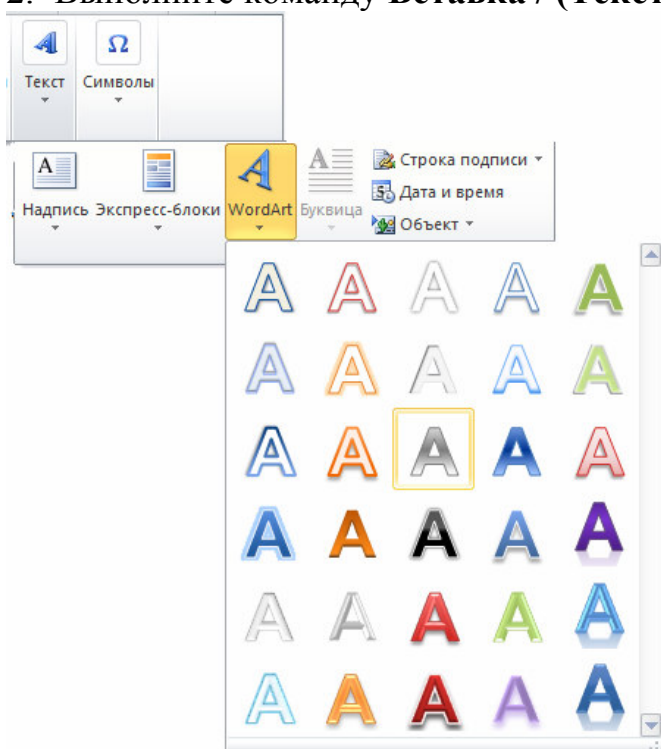 2. Выполните команду Вставка / (Текст
Текст Символы
Надпись Экспресс-блоки WordArt Буквица
Строка подписи
Дата и время
Объект